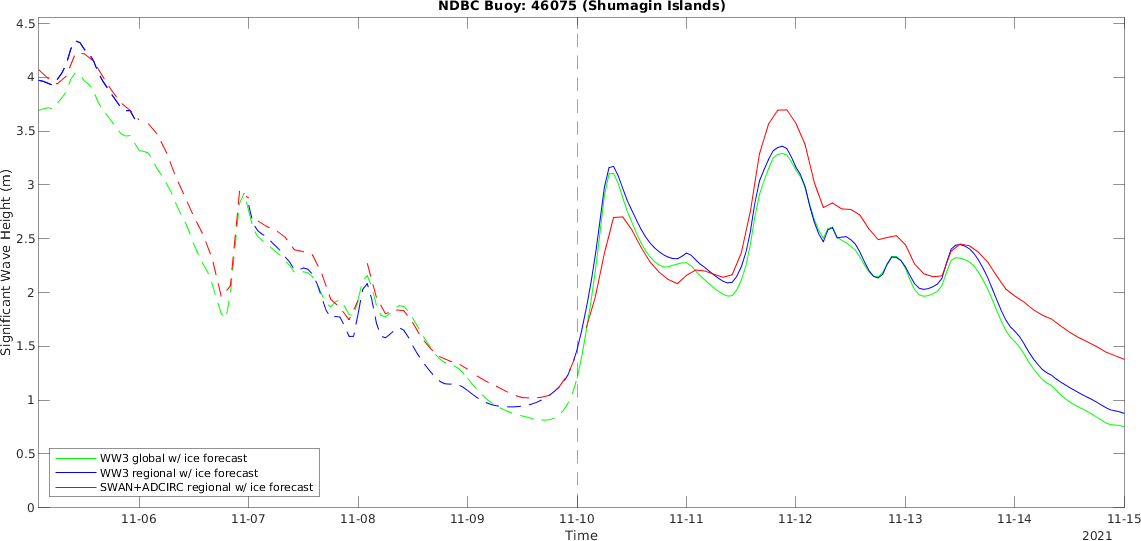 NDBC Buoy: 46075 (Shumagin Islands)
Significant Wave Height (m)
4.5
4
3.5
3
2.5
2
1.5
1
0.5
0
WW3 global w/ ice forecast
WW3 regional w/ ice forecast
SWAN+ADCIRC regional w/ ice forecast
11-06 11-07 11-08 11-09 11-10 11-11 11-12 11-13 11-14 11-15
Time
2021